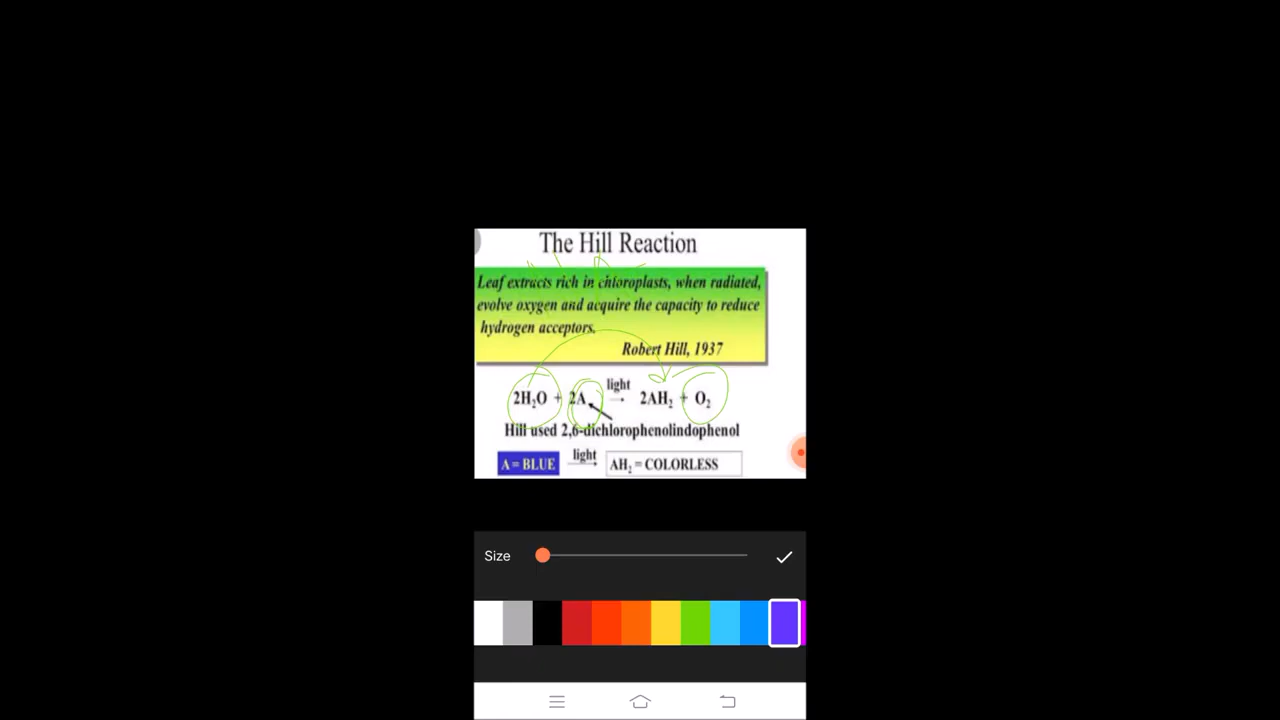 The Hill Reaction
Leaf extracts rich in chloroplasts, when radiated,
evolve oxygen and acquire the capacity to reduce
hydrogen acceptors.
Robert Hill, 1937
2H₂O + 2A light → 2AH₂ + O₂
Hill used 2,6-dichlorophenolindophenol
A = BLUE light → AH₂ = COLORLESS
Size